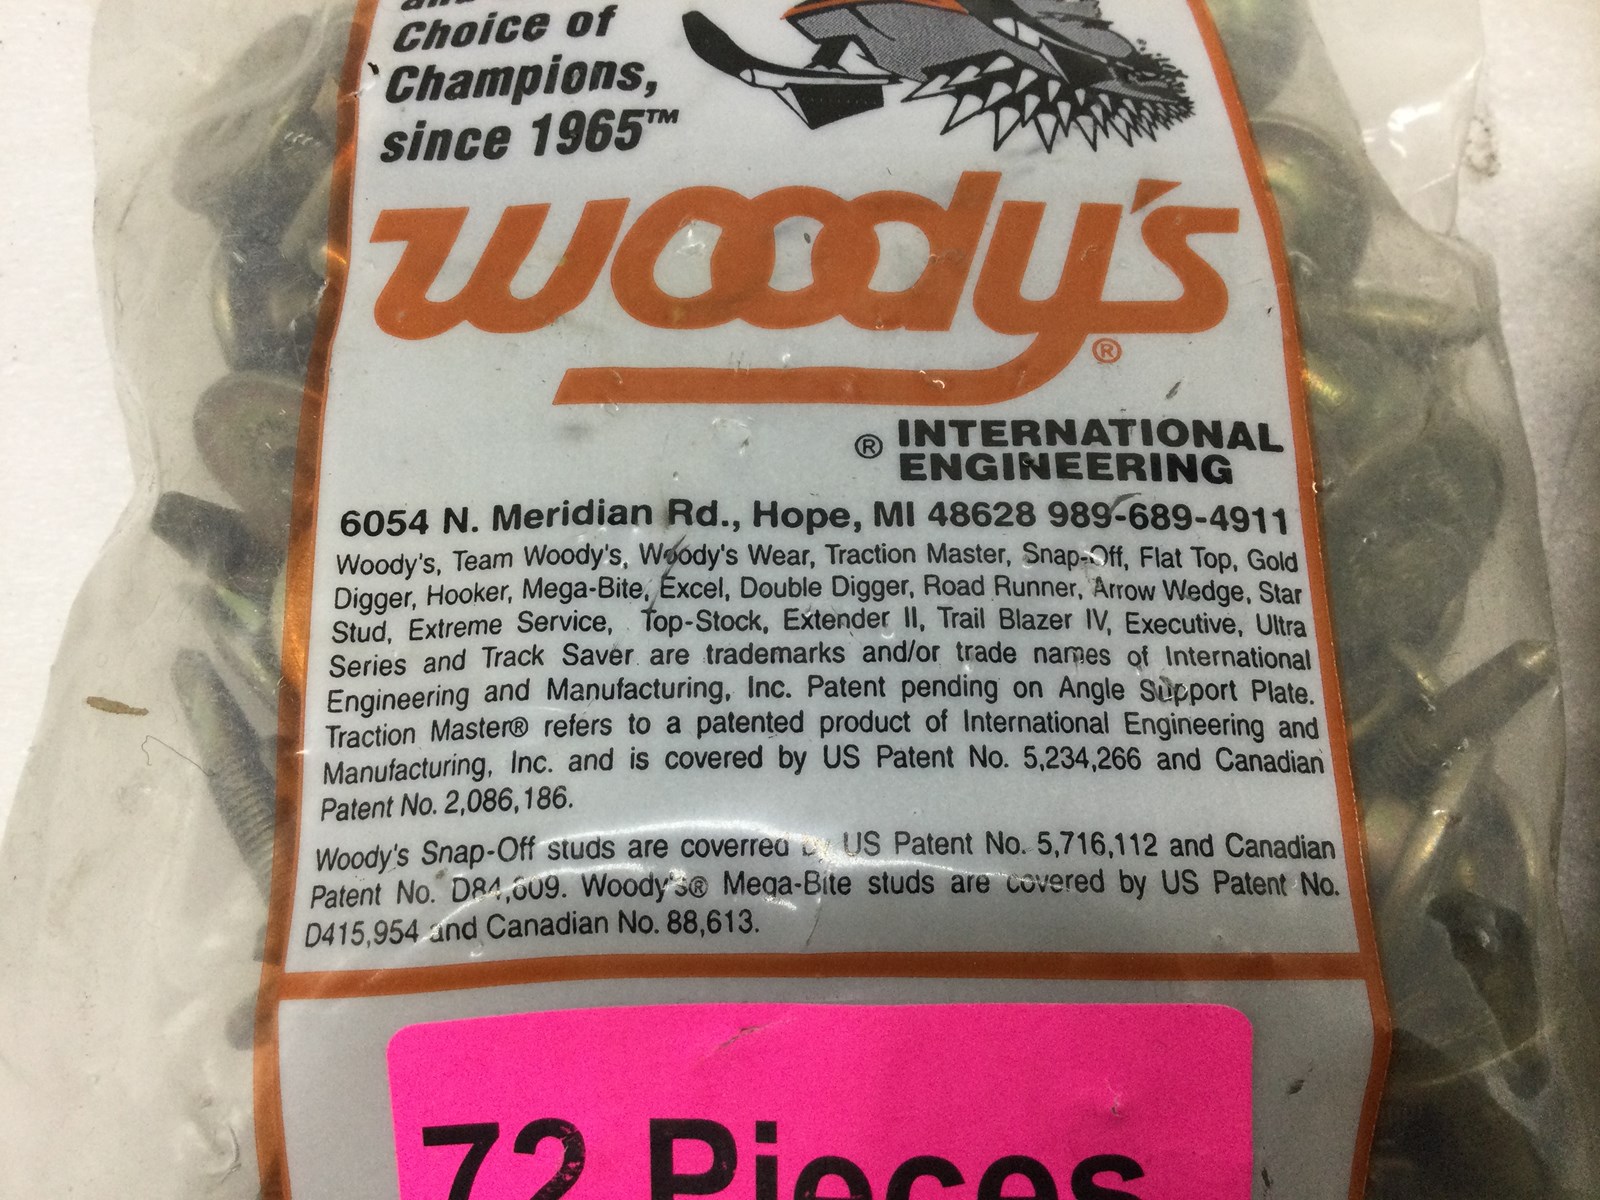 and
Choice of
Champions,
since 1965™
woody's®
® INTERNATIONAL
ENGINEERING
6054 N. Meridian Rd., Hope, MI 48628 989-689-4911
Woody's, Team Woody's, Woody's Wear, Traction Master, Snap-Off, Flat Top, Gold
Digger, Hooker, Mega-Bite, Excel, Double Digger, Road Runner, Arrow Wedge, Star
Stud, Extreme Service, Top-Stock, Extender II, Trail Blazer IV, Executive, Ultra
Series and Track Saver are trademarks and/or trade names of International
Engineering and Manufacturing, Inc. Patent pending on Angle Support Plate.
Traction Master® refers to a patented product of International Engineering and
Manufacturing, Inc. and is covered by US Patent No. 5,234,266 and Canadian
Patent No. 2,086,186.
Woody's Snap-Off studs are coverred by US Patent No. 5,716,112 and Canadian
Patent No. D84,609. Woody's® Mega-Bite studs are covered by US Patent No.
D415,954 and Canadian No. 88,613.
72 Pieces